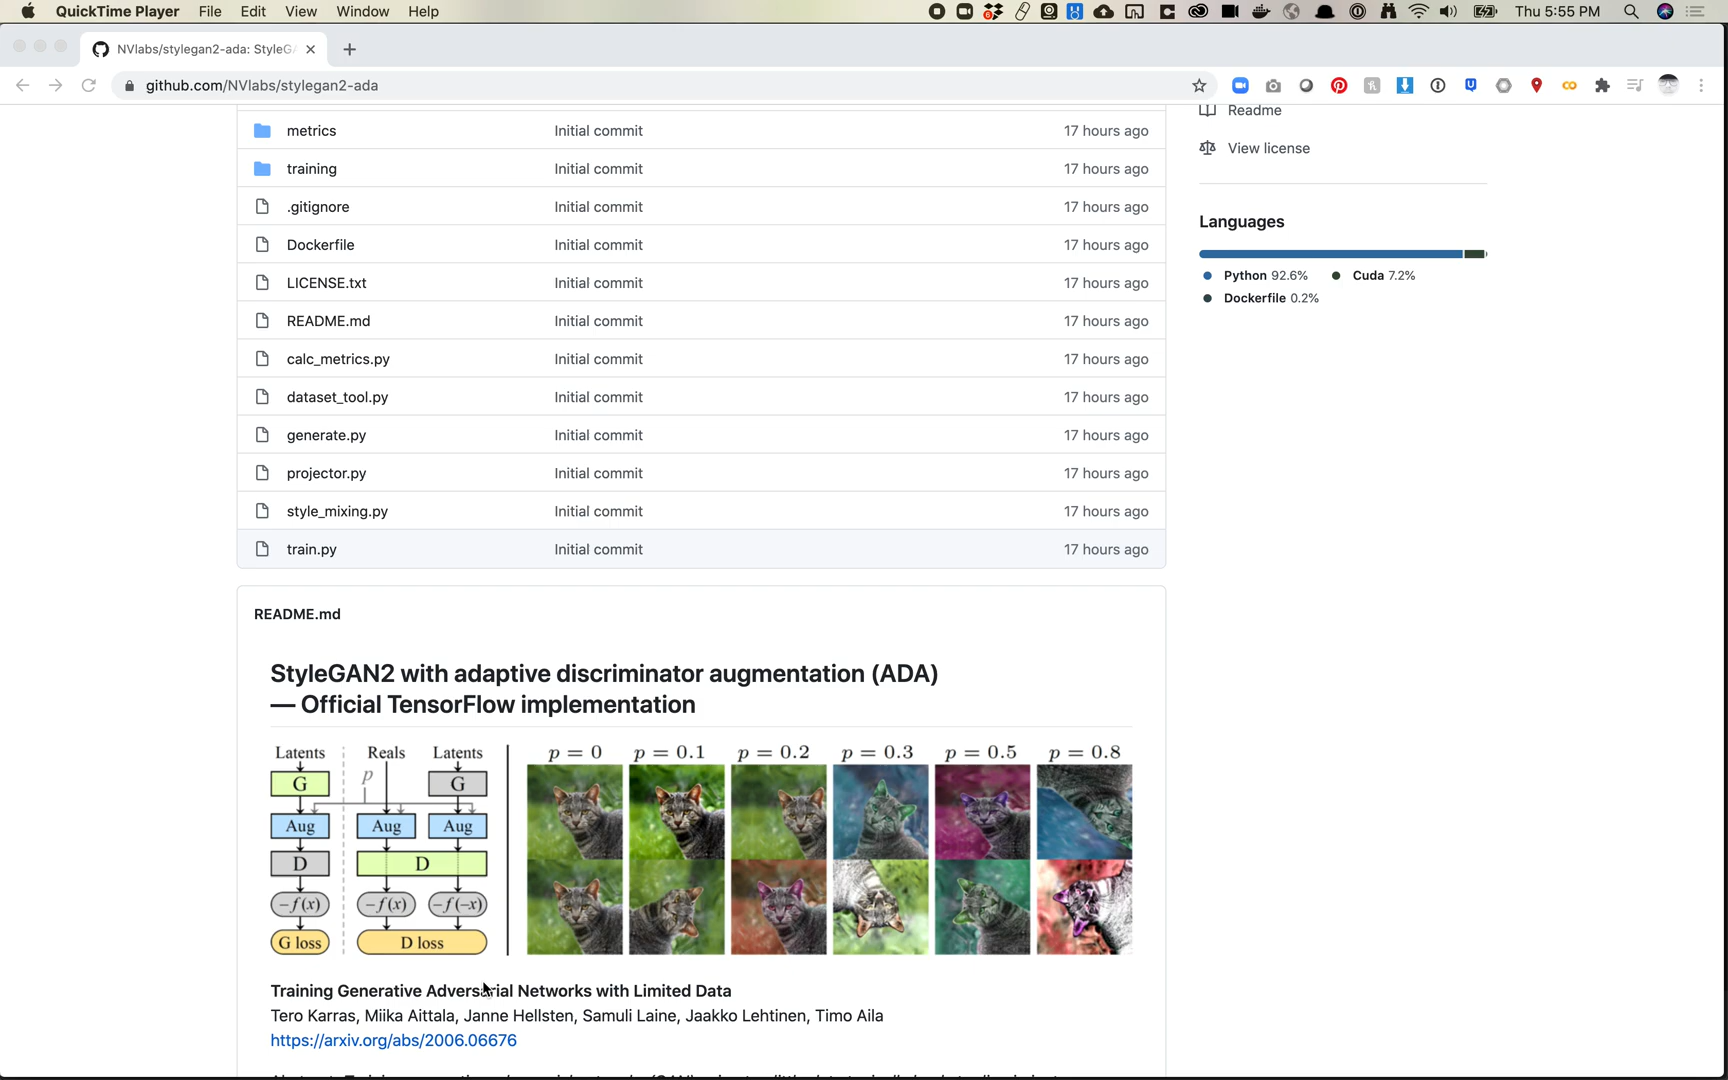 QuickTime Player File Edit View Window Help Thu 5:55 PM
NVlabs/stylegan2-ada: StyleGA
github.com/NVlabs/stylegan2-ada
Readme
metrics Initial commit 17 hours ago
View license
training Initial commit 17 hours ago
.gitignore Initial commit 17 hours ago
Languages
Dockerfile Initial commit 17 hours ago
Python 92.6% Cuda 7.2%
LICENSE.txt Initial commit 17 hours ago
Dockerfile 0.2%
README.md Initial commit 17 hours ago
calc_metrics.py Initial commit 17 hours ago
dataset_tool.py Initial commit 17 hours ago
generate.py Initial commit 17 hours ago
projector.py Initial commit 17 hours ago
style_mixing.py Initial commit 17 hours ago
train.py Initial commit 17 hours ago
README.md
StyleGAN2 with adaptive discriminator augmentation (ADA)
— Official TensorFlow implementation
Latents Reals Latents p = 0 p = 0.1 p = 0.2 p = 0.3 p = 0.5 p = 0.8
G p G
Aug Aug Aug
D D
−f(x) −f(x) −f(−x)
G loss D loss
Training Generative Adversarial Networks with Limited Data
Tero Karras, Miika Aittala, Janne Hellsten, Samuli Laine, Jaakko Lehtinen, Timo Aila
https://arxiv.org/abs/2006.06676